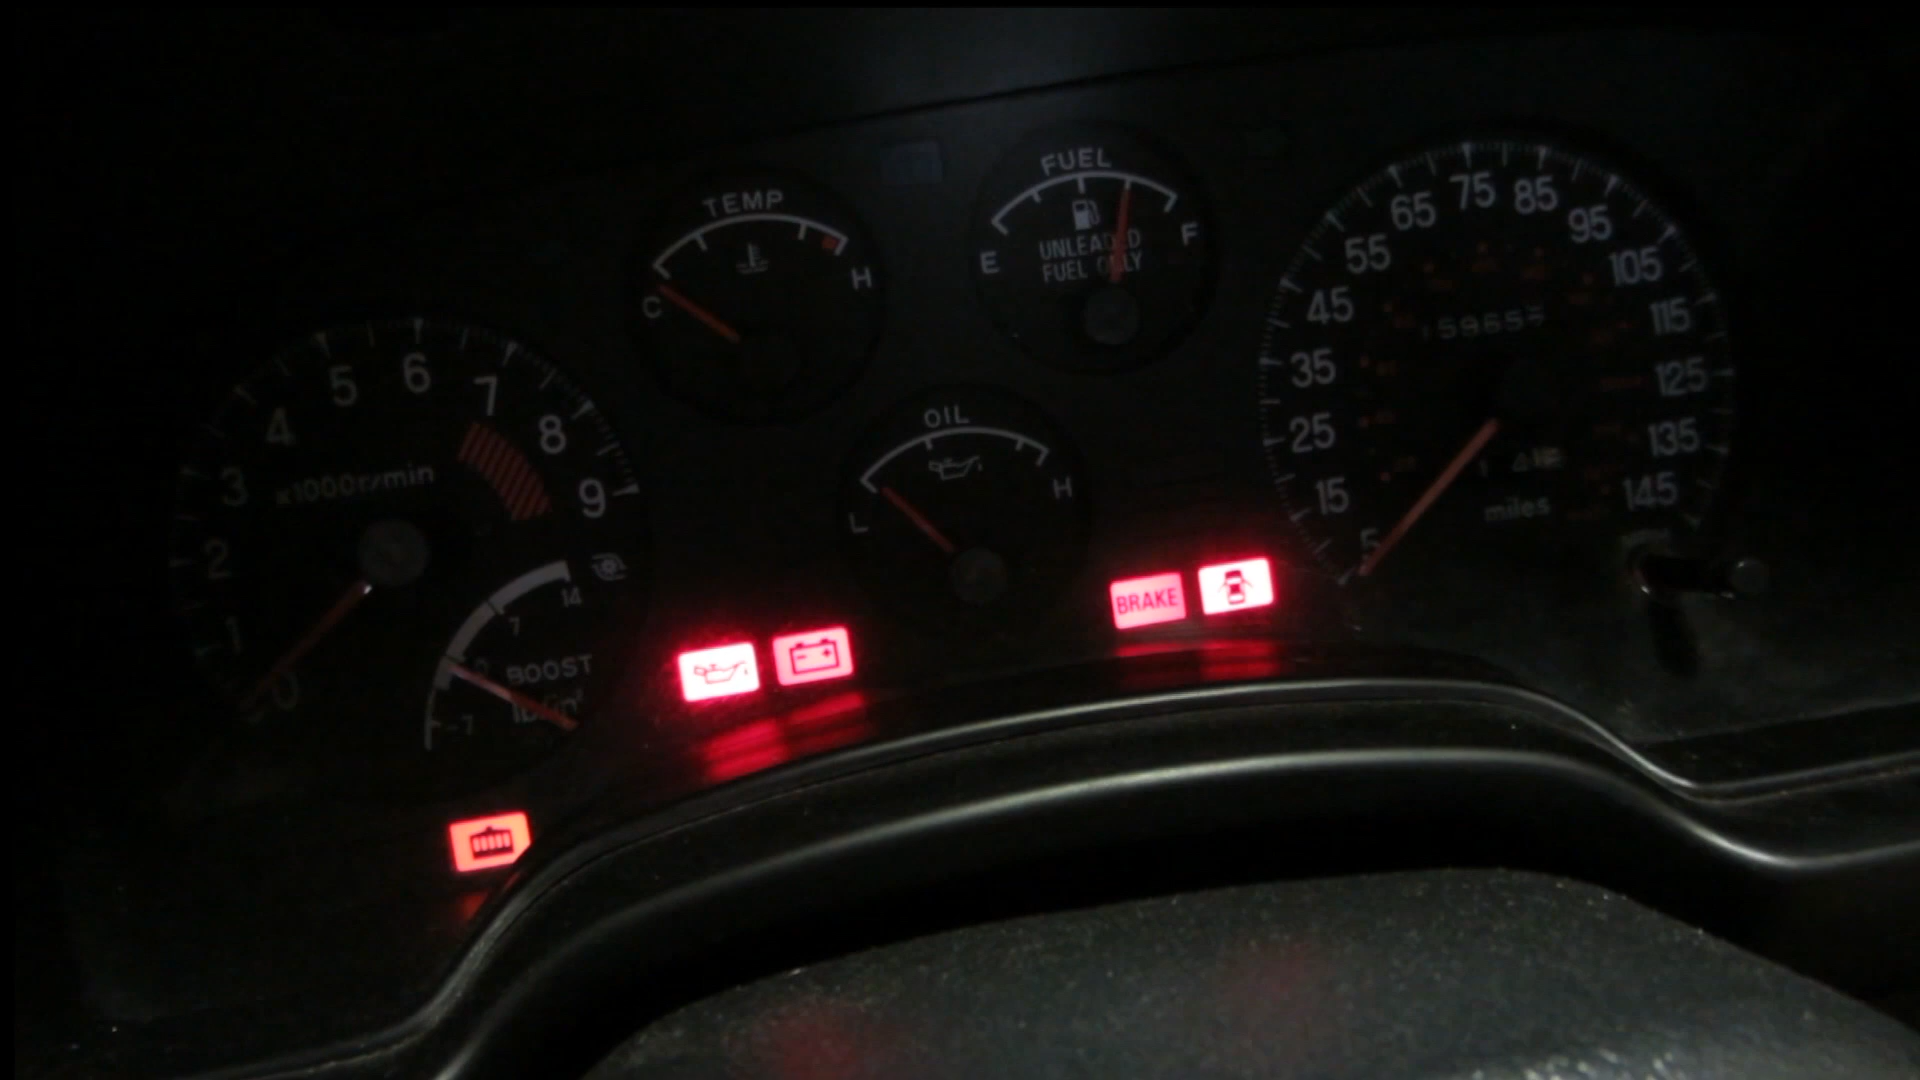 TEMP
C
H
FUEL
E
F
UNLEADED
FUEL ONLY
OIL
L
H
0
1
2
3
4
5
6
7
8
9
x1000r/min
14
7
0
-7
BOOST
5
15
25
35
45
55
65
75
85
95
105
115
125
135
145
miles
BRAKE